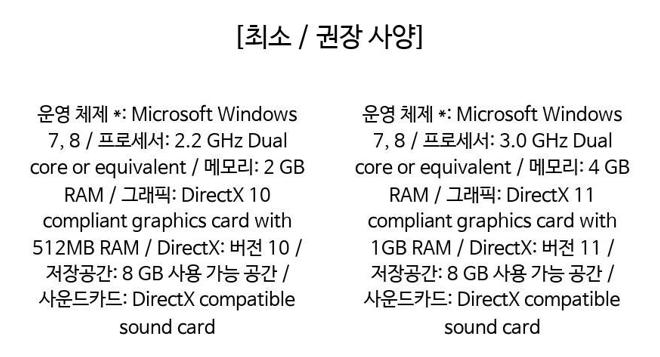 [최소 / 권장 사양]
운영 체제 *: Microsoft Windows
7, 8 / 프로세서: 2.2 GHz Dual
core or equivalent / 메모리: 2 GB
RAM / 그래픽: DirectX 10
compliant graphics card with
512MB RAM / DirectX: 버전 10 /
저장공간: 8 GB 사용 가능 공간 /
사운드카드: DirectX compatible
sound card
운영 체제 *: Microsoft Windows
7, 8 / 프로세서: 3.0 GHz Dual
core or equivalent / 메모리: 4 GB
RAM / 그래픽: DirectX 11
compliant graphics card with
1GB RAM / DirectX: 버전 11 /
저장공간: 8 GB 사용 가능 공간 /
사운드카드: DirectX compatible
sound card